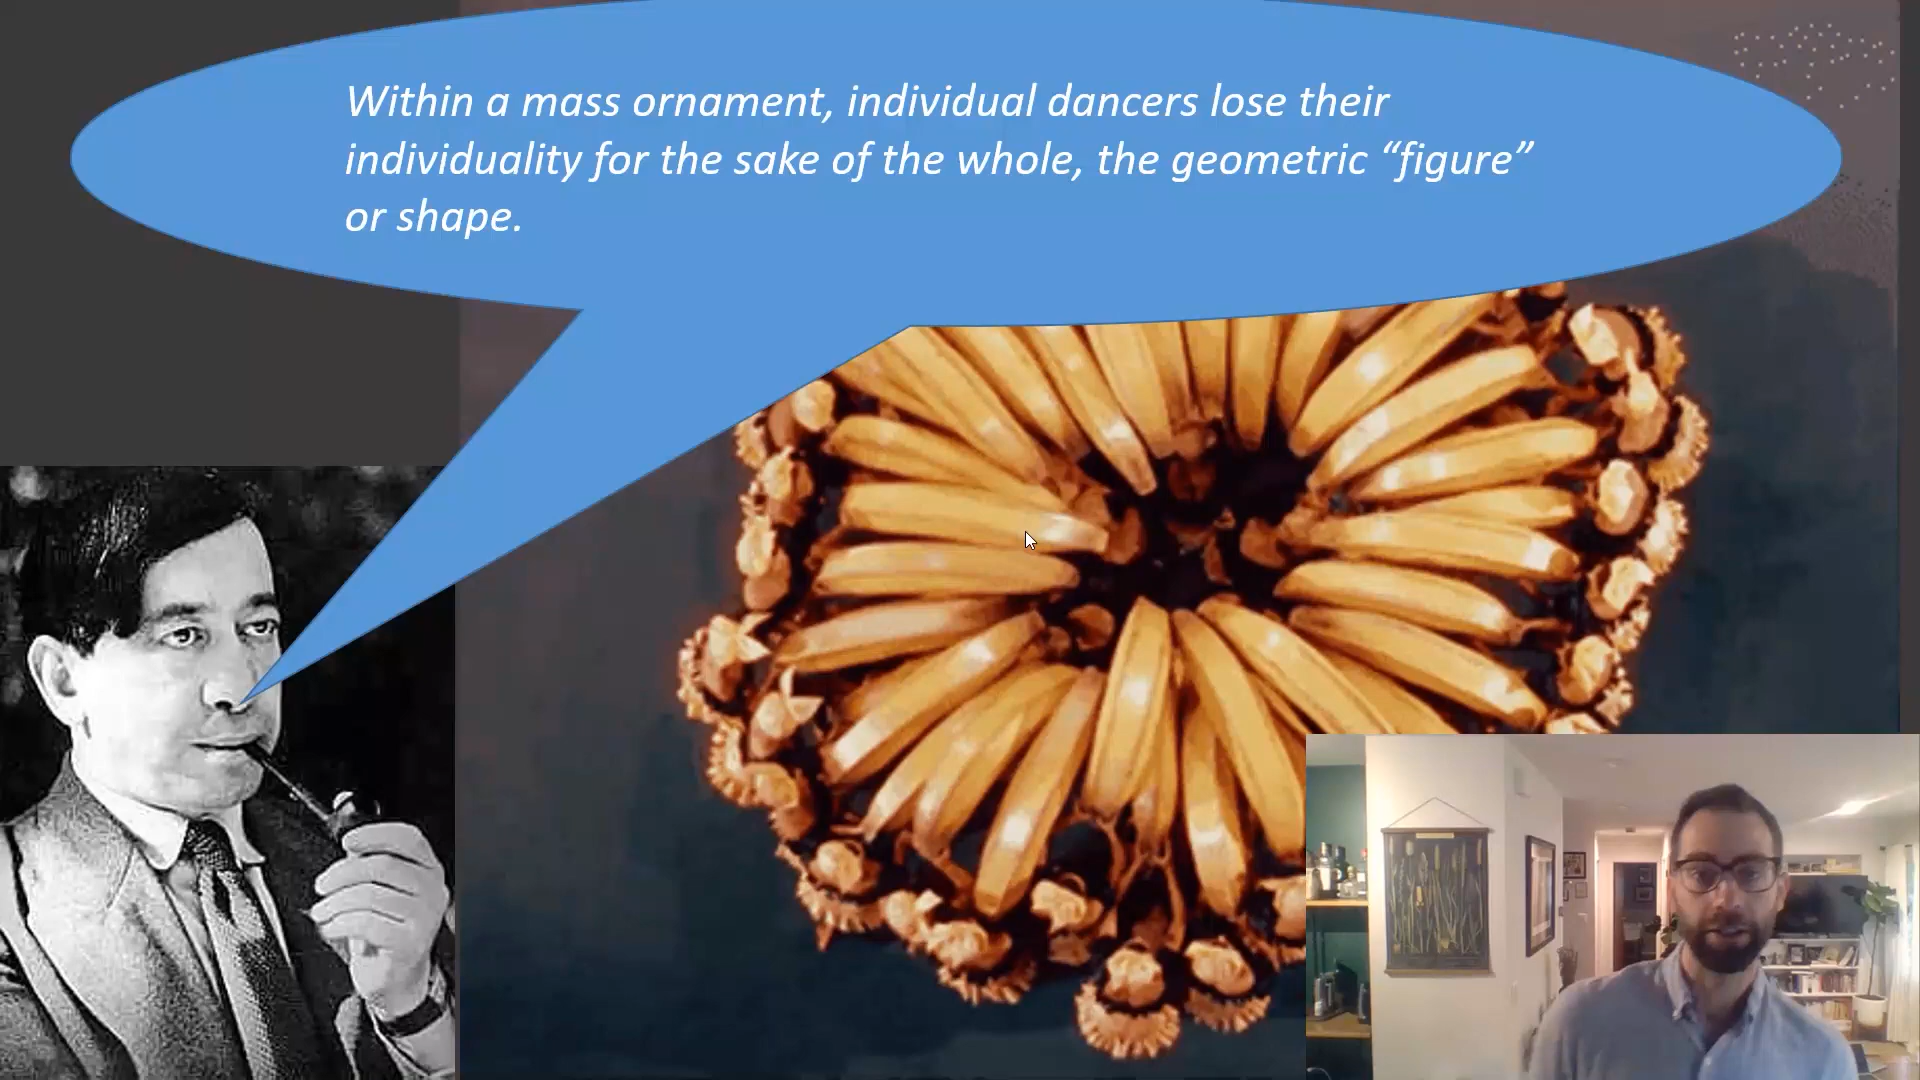 Within a mass ornament, individual dancers lose their
individuality for the sake of the whole, the geometric “figure”
or shape.